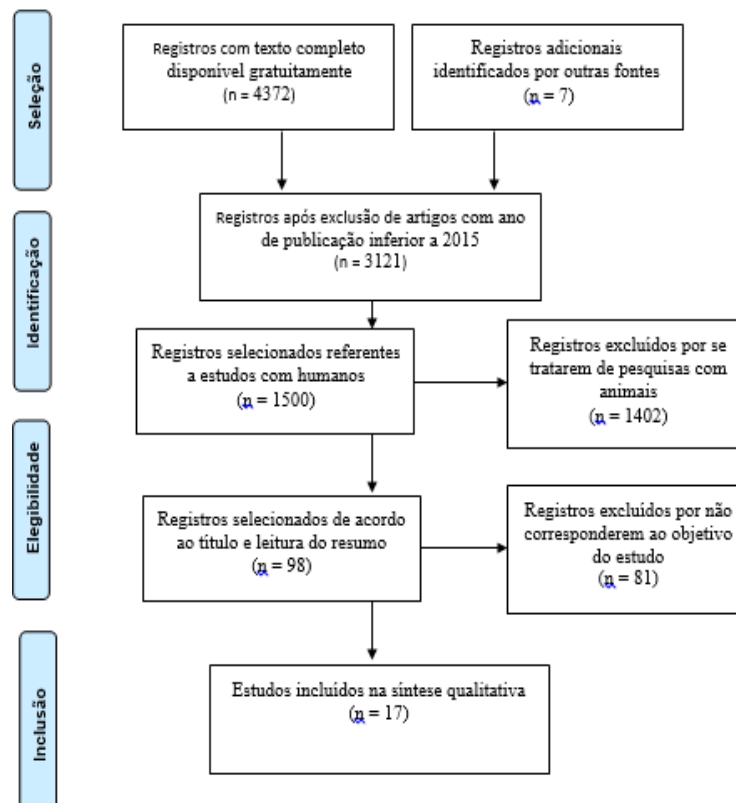 Seleção
Registros com texto completo
disponível gratuitamente
(n = 4372)
Registros adicionais
identificados por outras fontes
(n = 7)
Identificação
Registros após exclusão de artigos com ano
de publicação inferior a 2015
(n = 3121)
Registros selecionados referentes
a estudos com humanos
(n = 1500)
Registros excluídos por se
tratarem de pesquisas com
animais
(n = 1402)
Elegibilidade
Registros selecionados de acordo
ao título e leitura do resumo
(n = 98)
Registros excluídos por não
corresponderem ao objetivo
do estudo
(n = 81)
Inclusão
Estudos incluídos na síntese qualitativa
(n = 17)